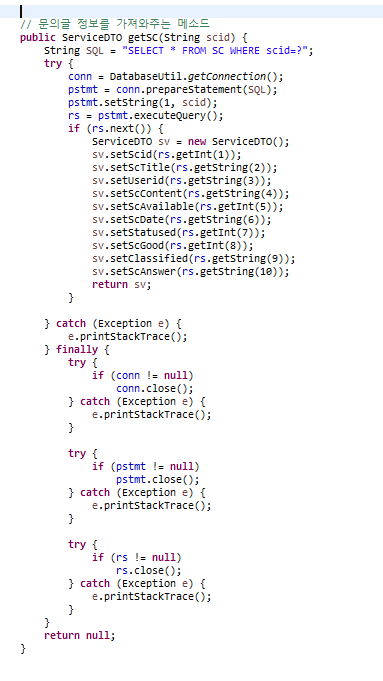 // 문의글 정보를 가져와주는 메소드
public ServiceDTO getSC(String scid) {
String SQL = "SELECT * FROM SC WHERE scid=?";
try {
conn = DatabaseUtil.getConnection();
pstmt = conn.prepareStatement(SQL);
pstmt.setString(1, scid);
rs = pstmt.executeQuery();
if (rs.next()) {
ServiceDTO sv = new ServiceDTO();
sv.setScid(rs.getInt(1));
sv.setScTitle(rs.getString(2));
sv.setUserid(rs.getString(3));
sv.setScContent(rs.getString(4));
sv.setScAvailable(rs.getInt(5));
sv.setScDate(rs.getString(6));
sv.setStatused(rs.getInt(7));
sv.setScGood(rs.getInt(8));
sv.setClassified(rs.getString(9));
sv.setScAnswer(rs.getString(10));
return sv;
}
} catch (Exception e) {
e.printStackTrace();
} finally {
try {
if (conn != null)
conn.close();
} catch (Exception e) {
e.printStackTrace();
}
try {
if (pstmt != null)
pstmt.close();
} catch (Exception e) {
e.printStackTrace();
}
try {
if (rs != null)
rs.close();
} catch (Exception e) {
e.printStackTrace();
}
}
return null;
}